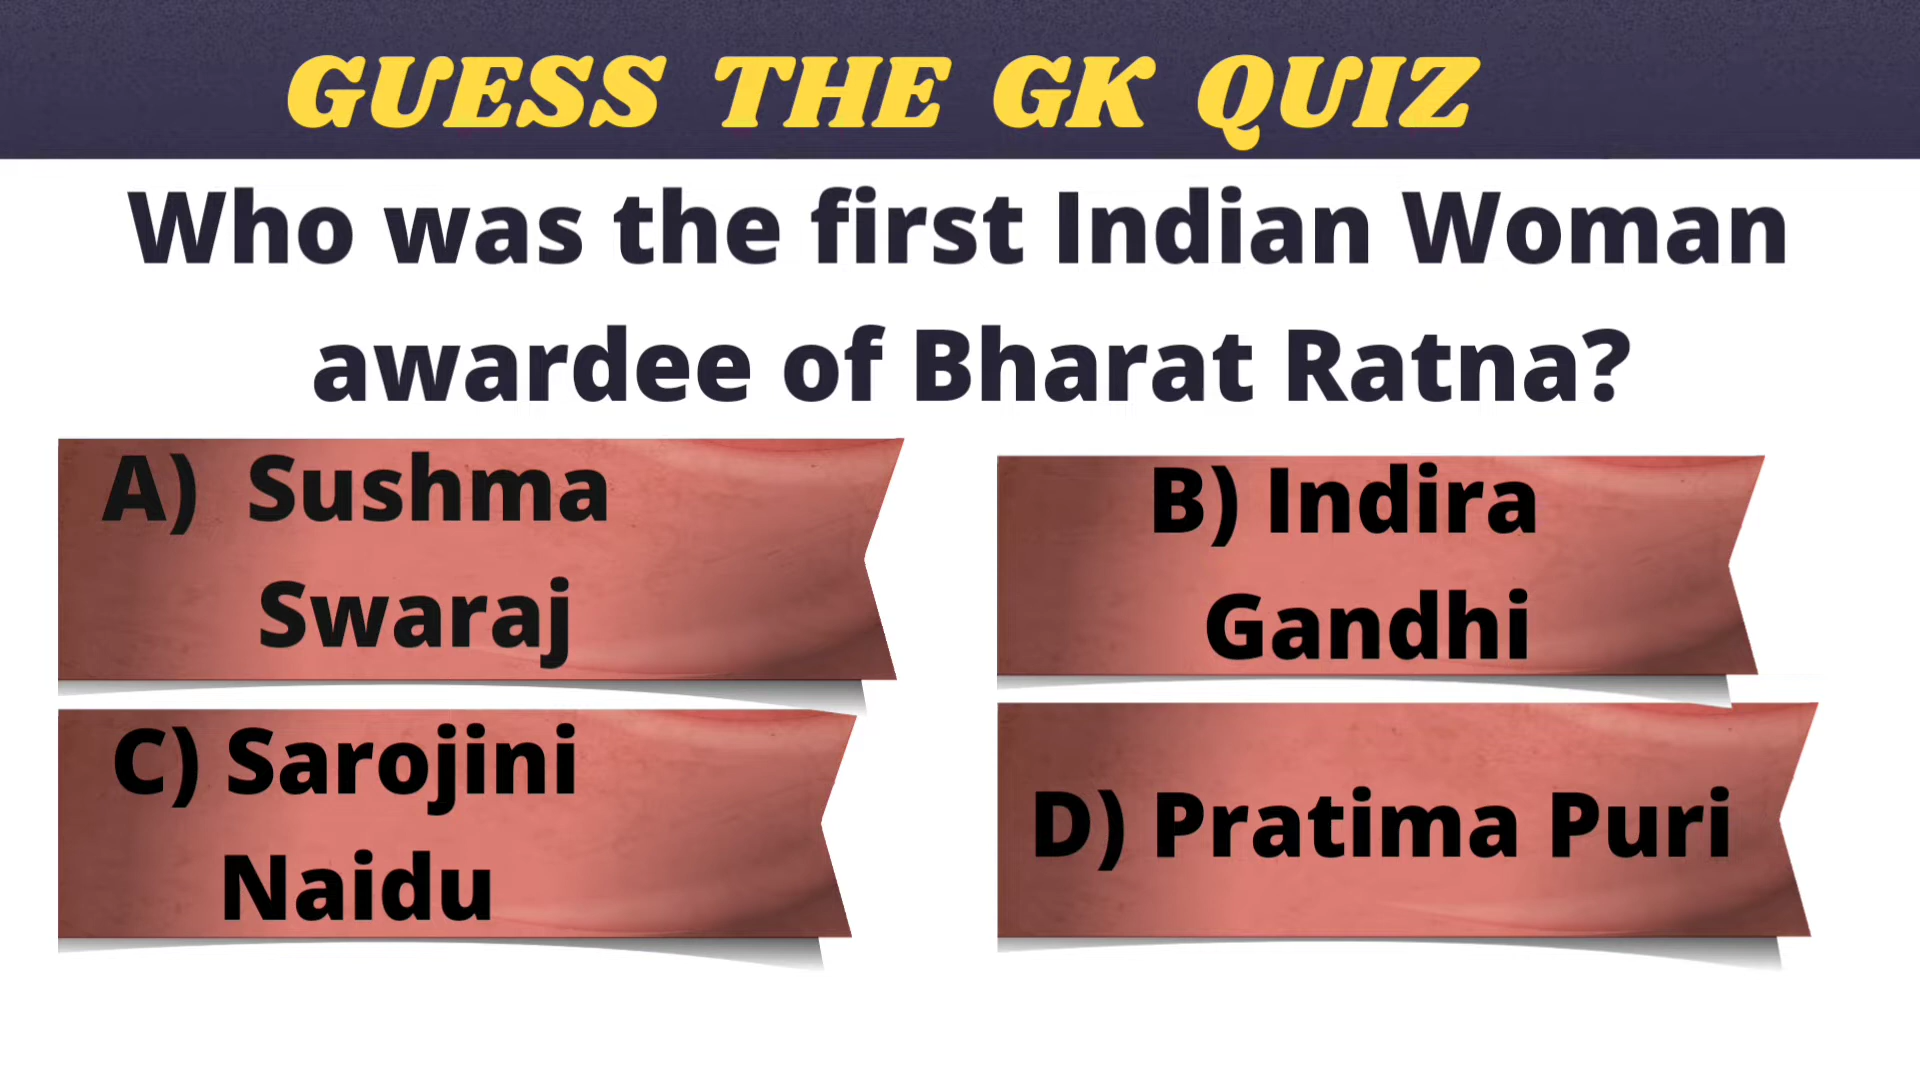 GUESS THE GK QUIZ
Who was the first Indian Woman
awardee of Bharat Ratna?
A) Sushma
Swaraj
B) Indira
Gandhi
C) Sarojini
Naidu
D) Pratima Puri